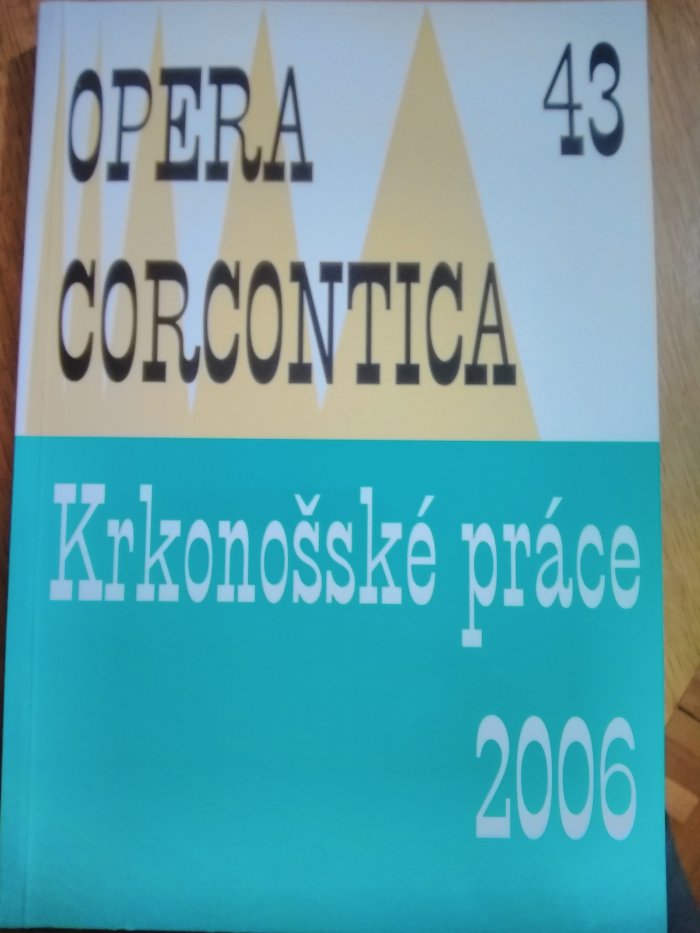 OPERA 43
CORCONTICA
Krkonošské práce
2006